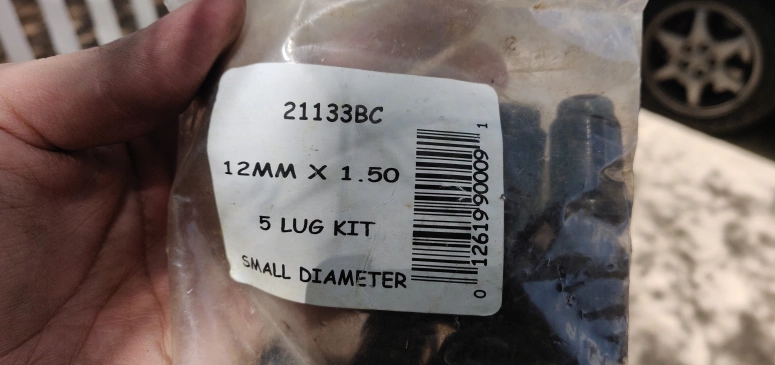 21133BC
12MM X 1.50
5 LUG KIT
SMALL DIAMETER
0 12619 90009 1